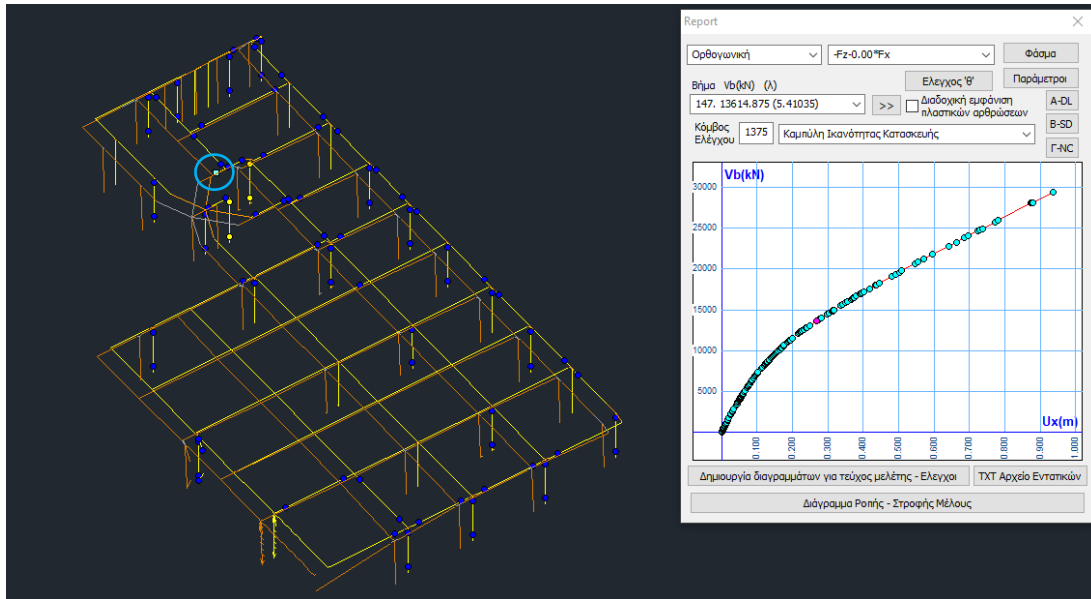 Report
Ορθογωνική -Fz-0.00*Fx Φάσμα
Ελεγχος 'θ' Παράμετροι
Βήμα Vb(kN) (λ)
147. 13614.875 (5.41035) >> Διαδοχική εμφάνιση πλαστικών αρθρώσεων A-DL
B-SD
Κόμβος Ελέγχου 1375 Καμπύλη Ικανότητας Κατασκευής
Γ-NC
Vb(kN)
30000
25000
20000
15000
10000
5000
Ux(m)
0.100 0.200 0.300 0.400 0.500 0.600 0.700 0.800 0.900 1.000
Δημιουργία διαγραμμάτων για τεύχος μελέτης - Ελεγχοι TXT Αρχείο Εντατικών
Διάγραμμα Ροπής - Στροφής Μέλους